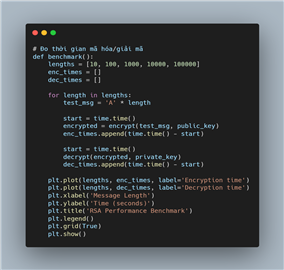 # Đo thời gian mã hóa/giải mã
def benchmark():
    lengths = [10, 100, 1000, 10000, 100000]
    enc_times = []
    dec_times = []

    for length in lengths:
        test_msg = 'A' * length

        start = time.time()
        encrypted = encrypt(test_msg, public_key)
        enc_times.append(time.time() - start)

        start = time.time()
        decrypt(encrypted, private_key)
        dec_times.append(time.time() - start)

    plt.plot(lengths, enc_times, label='Encryption time')
    plt.plot(lengths, dec_times, label='Decryption time')
    plt.xlabel('Message Length')
    plt.ylabel('Time (seconds)')
    plt.title('RSA Performance Benchmark')
    plt.legend()
    plt.grid(True)
    plt.show()